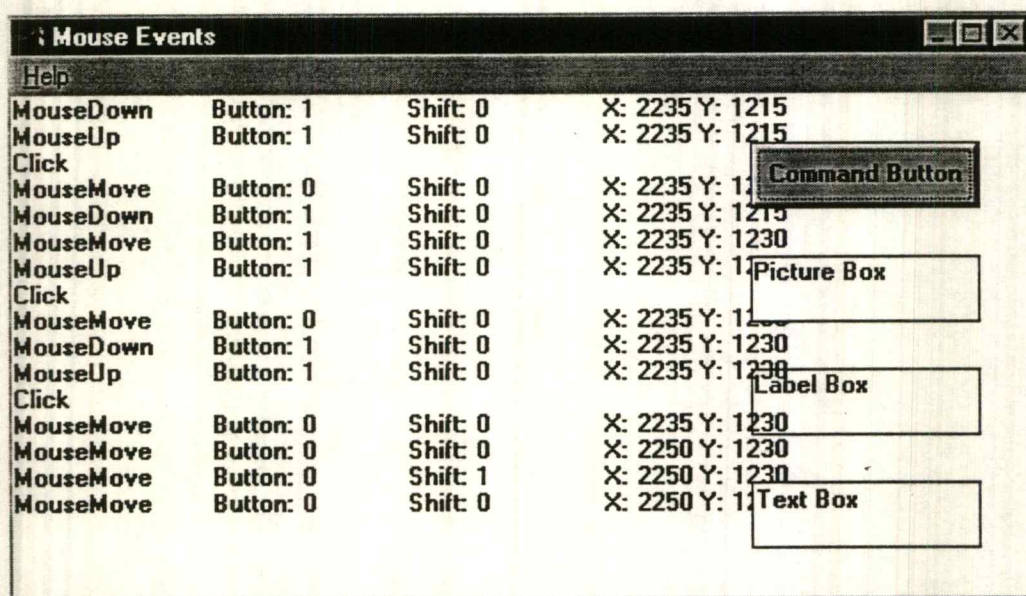 Mouse Events
Help
MouseDown Button: 1 Shift: 0 X: 2235 Y: 1215
MouseUp Button: 1 Shift: 0 X: 2235 Y: 1215
Click
MouseMove Button: 0 Shift: 0 X: 2235 Y:
MouseDown Button: 1 Shift: 0 X: 2235 Y: 1215
MouseMove Button: 1 Shift: 0 X: 2235 Y: 1230
MouseUp Button: 1 Shift: 0 X: 2235 Y:
Click
MouseMove Button: 0 Shift: 0 X: 2235 Y:
MouseDown Button: 1 Shift: 0 X: 2235 Y: 1230
MouseUp Button: 1 Shift: 0 X: 2235 Y: 1230
Click
MouseMove Button: 0 Shift: 0 X: 2235 Y: 1230
MouseMove Button: 0 Shift: 0 X: 2250 Y: 1230
MouseMove Button: 0 Shift: 1 X: 2250 Y: 1230
MouseMove Button: 0 Shift: 0 X: 2250 Y:
Command Button
Picture Box
Label Box
Text Box